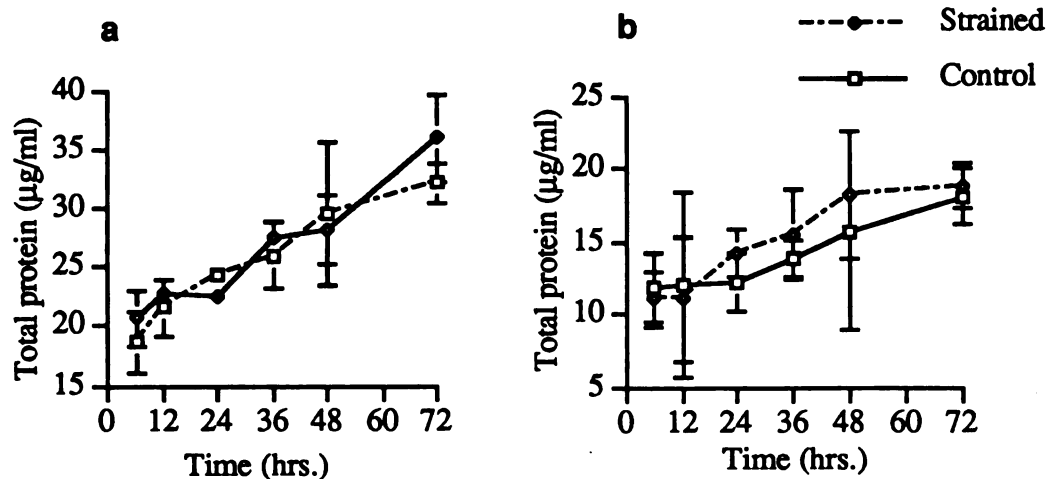 a
Total protein (µg/ml)
40
35
30
25
20
15
0 12 24 36 48 60 72
Time (hrs.)
b
Strained
Control
Total protein (µg/ml)
25
20
15
10
5
0 12 24 36 48 60 72
Time (hrs.)